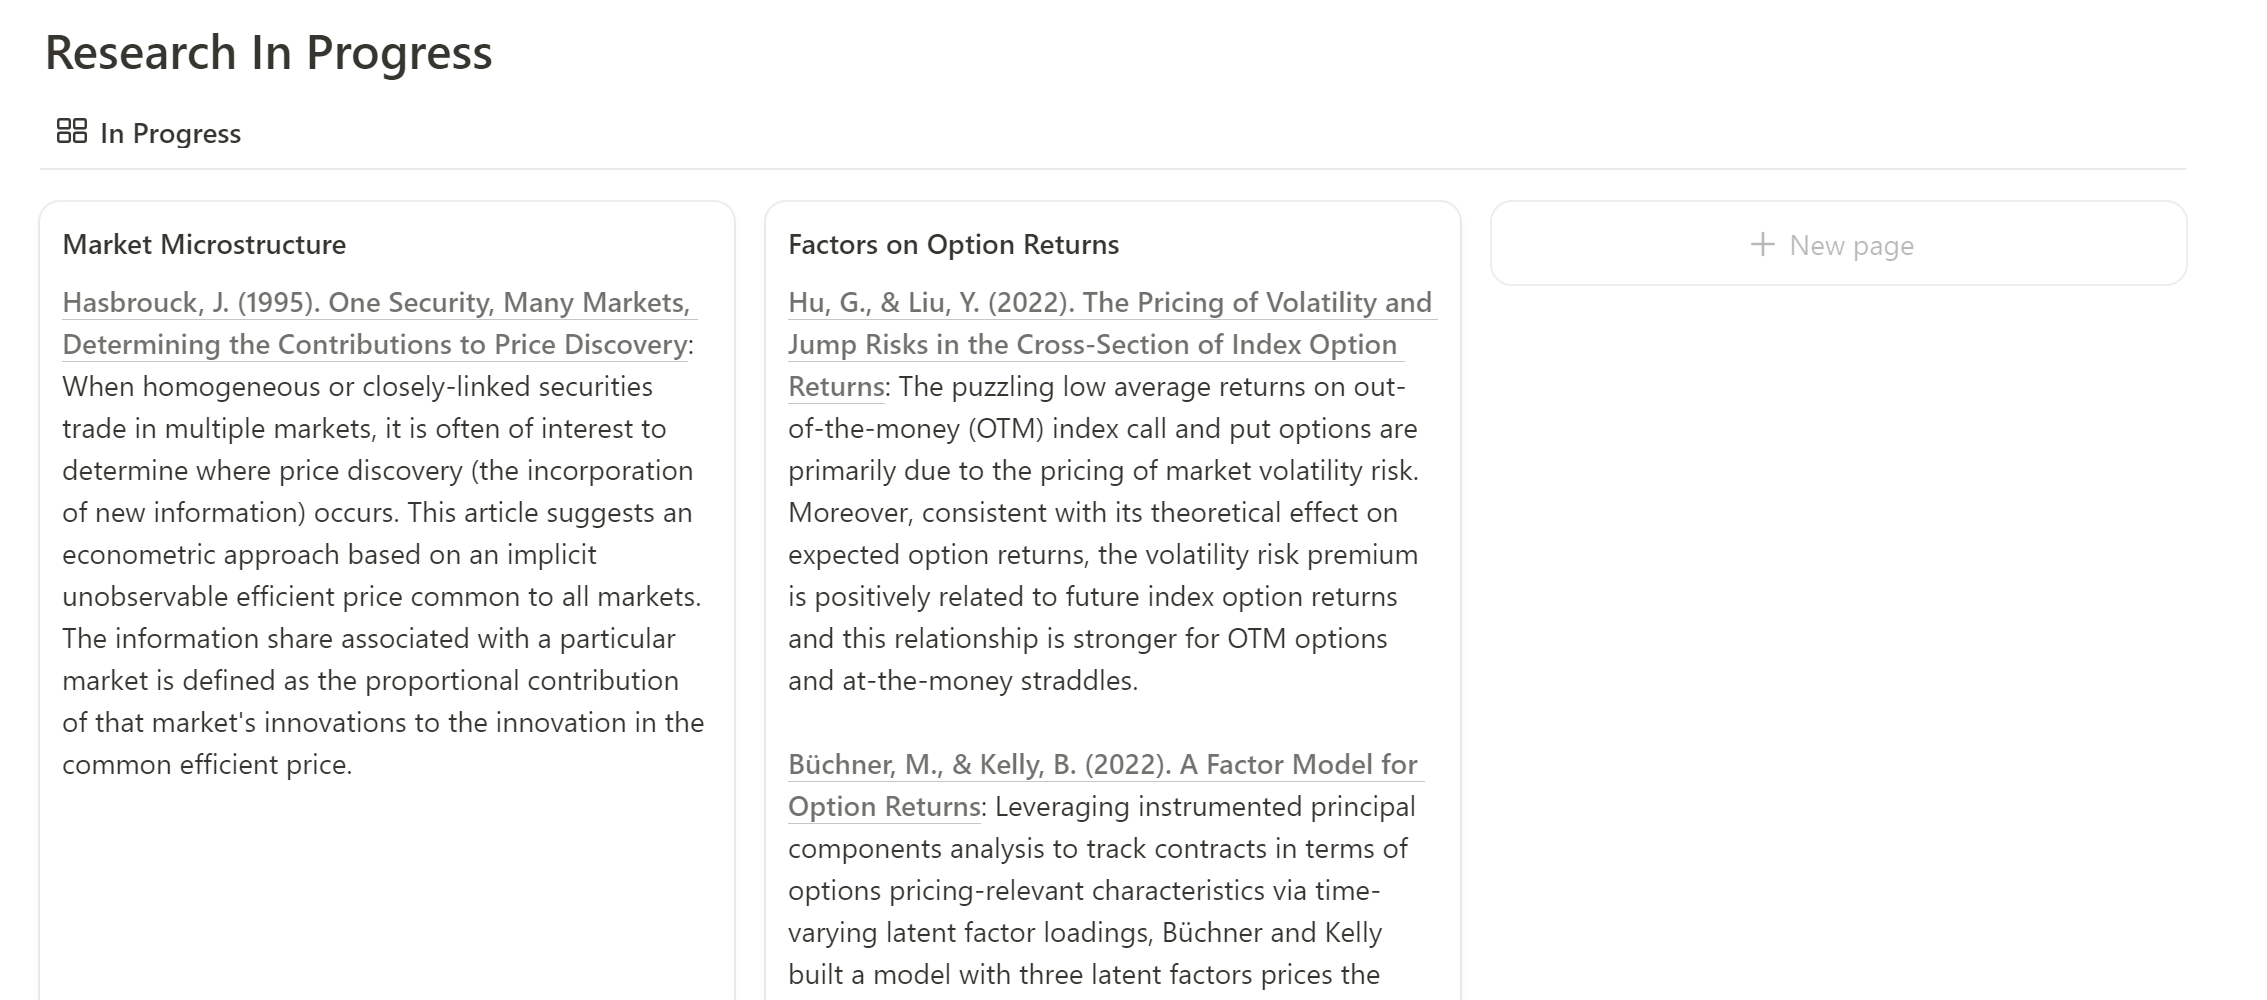 Research In Progress
In Progress
Market Microstructure
Hasbrouck, J. (1995). One Security, Many Markets,
Determining the Contributions to Price Discovery:
When homogeneous or closely-linked securities
trade in multiple markets, it is often of interest to
determine where price discovery (the incorporation
of new information) occurs. This article suggests an
econometric approach based on an implicit
unobservable efficient price common to all markets.
The information share associated with a particular
market is defined as the proportional contribution
of that market's innovations to the innovation in the
common efficient price.
Factors on Option Returns
Hu, G., & Liu, Y. (2022). The Pricing of Volatility and
Jump Risks in the Cross-Section of Index Option
Returns: The puzzling low average returns on out-
of-the-money (OTM) index call and put options are
primarily due to the pricing of market volatility risk.
Moreover, consistent with its theoretical effect on
expected option returns, the volatility risk premium
is positively related to future index option returns
and this relationship is stronger for OTM options
and at-the-money straddles.
Büchner, M., & Kelly, B. (2022). A Factor Model for
Option Returns: Leveraging instrumented principal
components analysis to track contracts in terms of
options pricing-relevant characteristics via time-
varying latent factor loadings, Büchner and Kelly
built a model with three latent factors prices the
New page